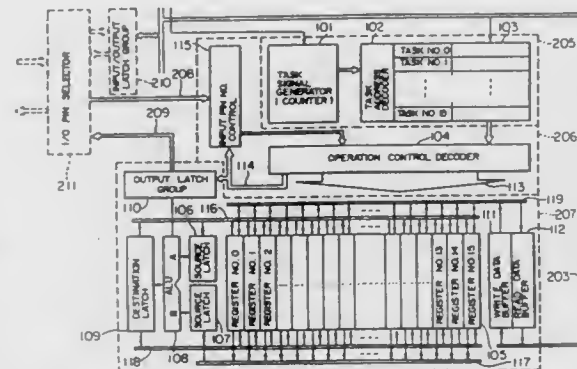 115
101
102
103
205
INPUT/OUTPUT
LATCH GROUP
210
208
I/O PIN SELECTOR
209
211
INPUT PIN NO.
CONTROL
TASK
SIGNAL
GENERATOR
(COUNTER)
TASK
DECODER
TASK NO.0
TASK NO.1
TASK NO.15
206
104
OPERATION CONTROL DECODER
114
113
OUTPUT LATCH
GROUP
110
106
116
119
111
207
112
DESTINATION
LATCH
ALU
A
B
SOURCE LATCH
SOURCE LATCH
REGISTER NO.0
REGISTER NO.1
REGISTER NO.2
REGISTER NO.13
REGISTER NO.14
REGISTER NO.15
WRITE DATA
BUFFER
READ DATA
BUFFER
203
109
108
107
105
118
117